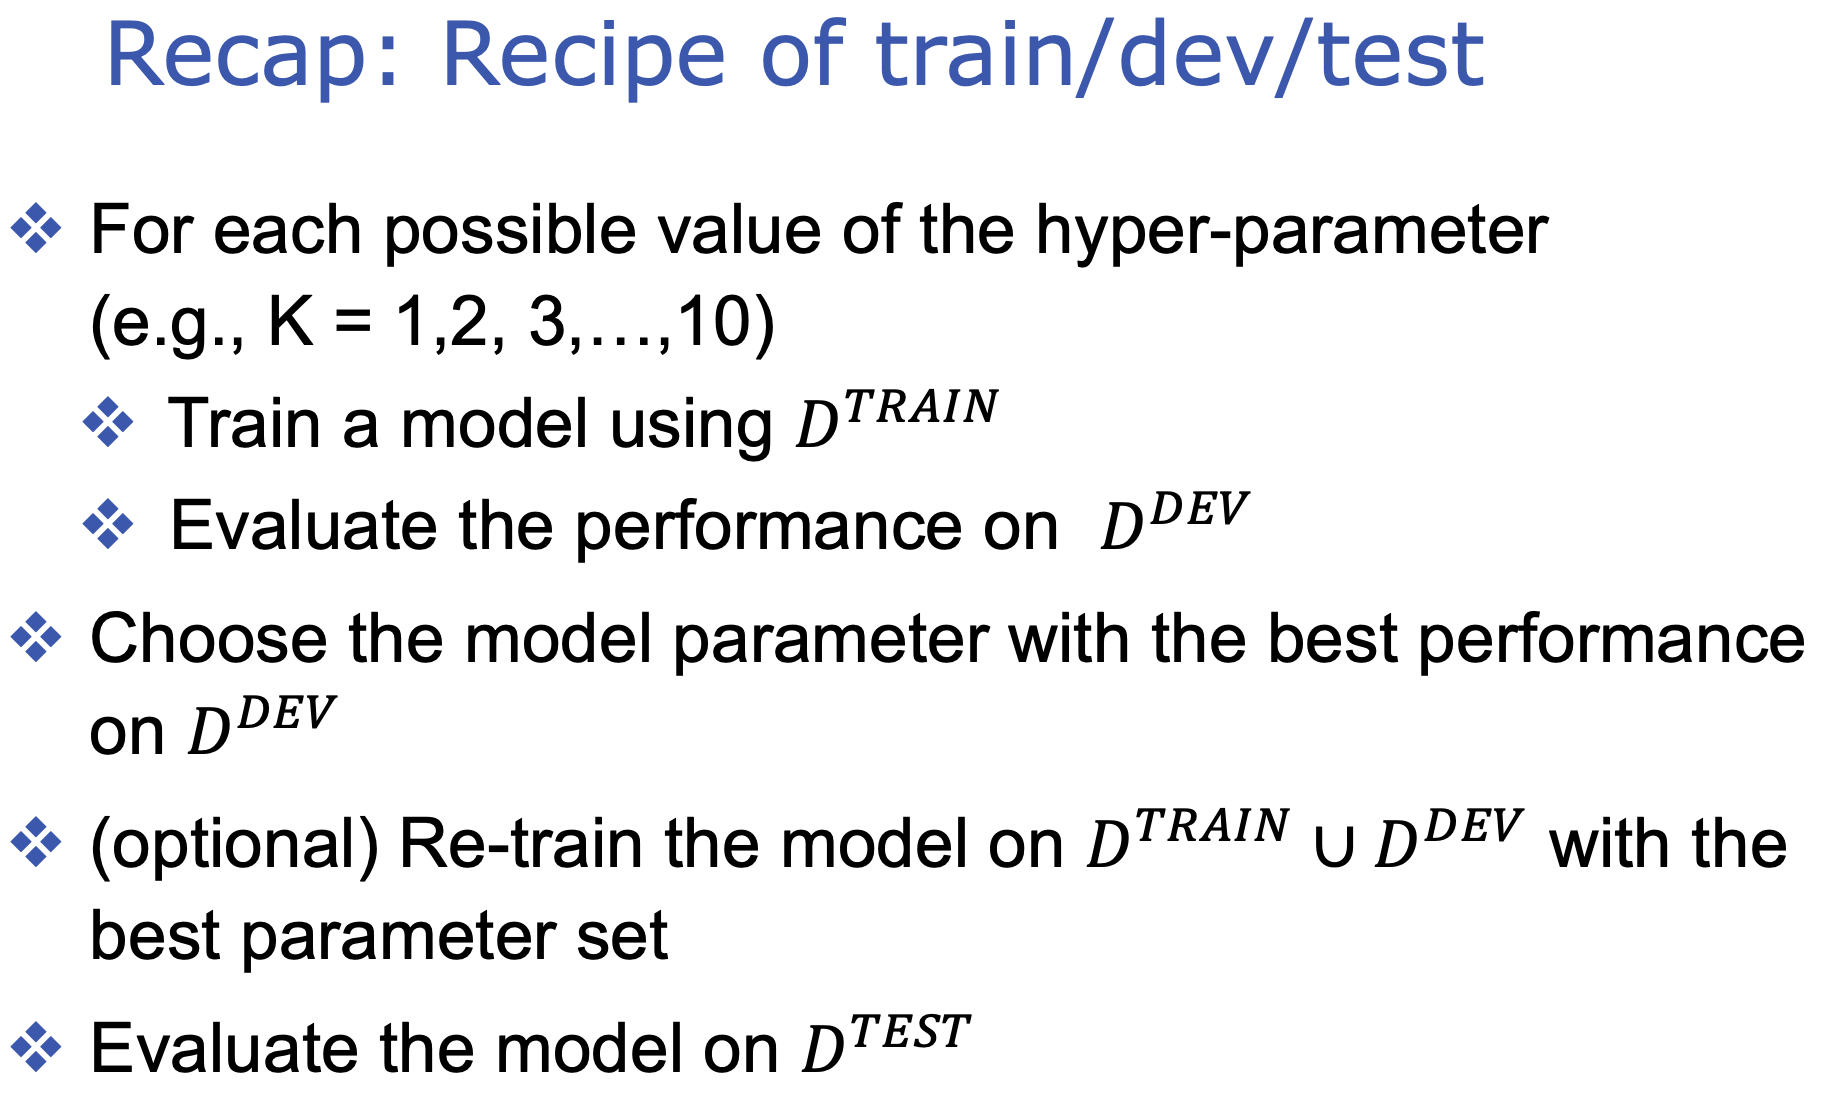 Recap: Recipe of train/dev/test
❖ For each possible value of the hyper-parameter
(e.g., K = 1,2, 3,…,10)
❖ Train a model using D^TRAIN
❖ Evaluate the performance on D^DEV
❖ Choose the model parameter with the best performance
on D^DEV
❖ (optional) Re-train the model on D^TRAIN ∪ D^DEV with the
best parameter set
❖ Evaluate the model on D^TEST